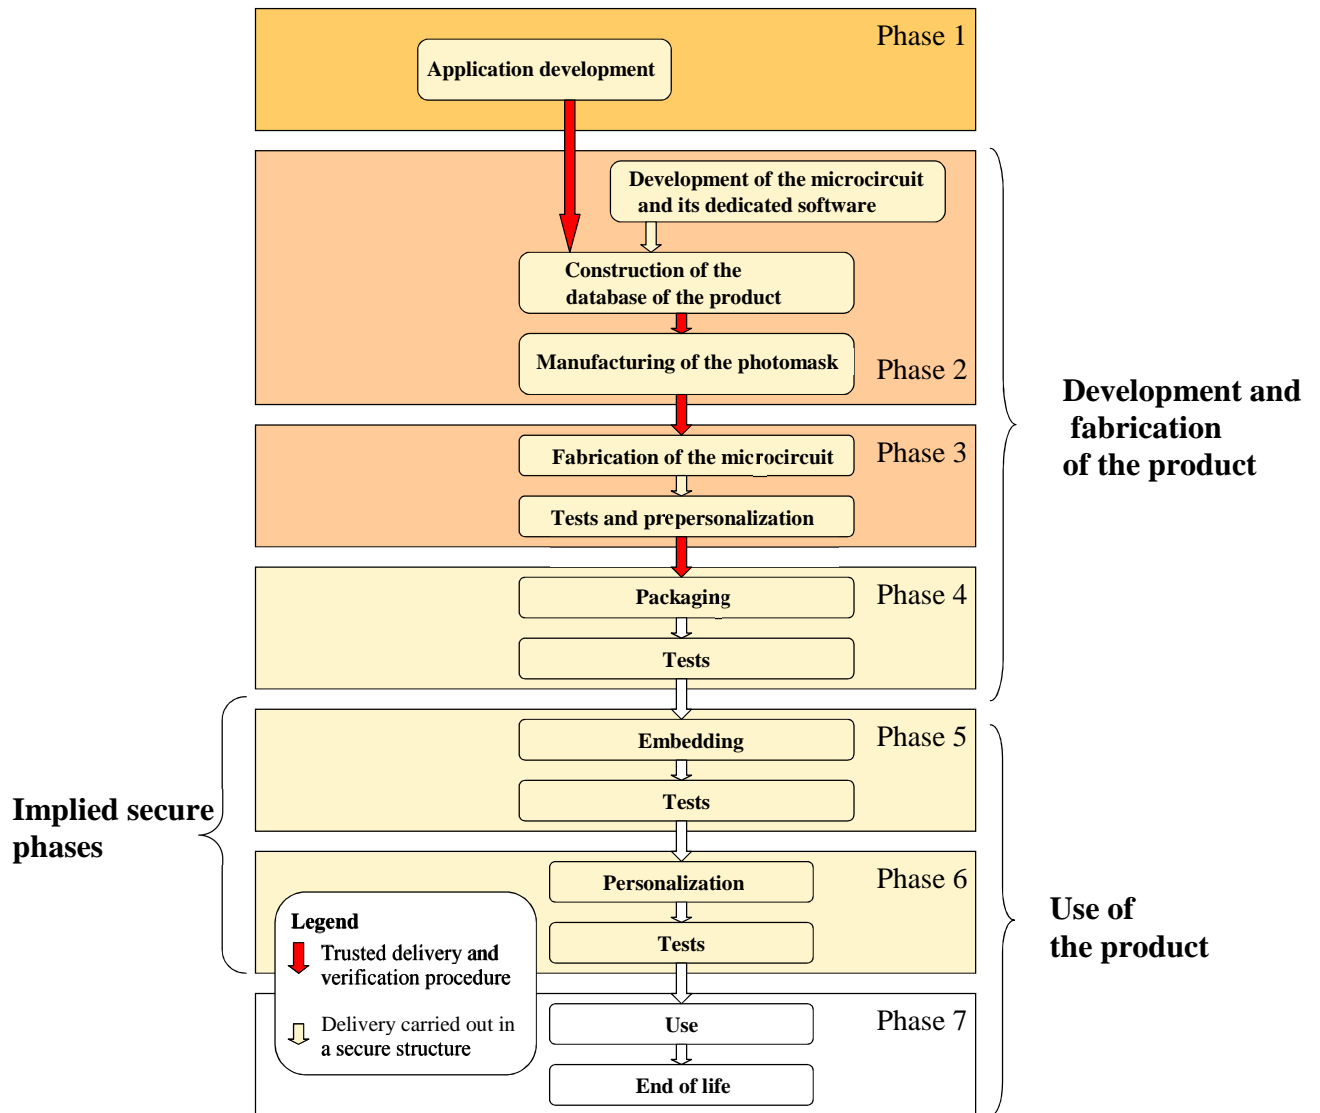 Phase 1
Application development
Development of the microcircuit
and its dedicated software
Construction of the
database of the product
Manufacturing of the photomask
Phase 2
Development and
fabrication
of the product
Phase 3
Fabrication of the microcircuit
Tests and prepersonalization
Phase 4
Packaging
Tests
Phase 5
Embedding
Tests
Implied secure
phases
Phase 6
Personalization
Tests
Use of
the product
Legend
Trusted delivery and
verification procedure
Delivery carried out in
a secure structure
Phase 7
Use
End of life